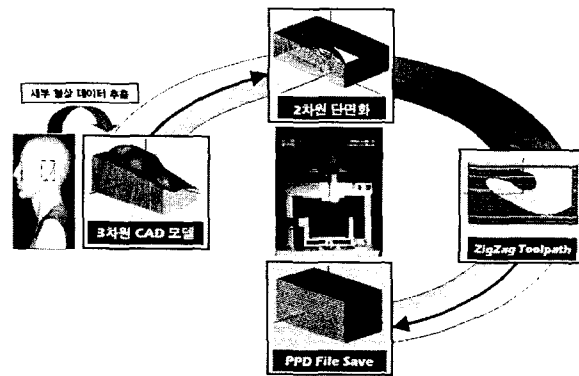 세부 형상 데이터 추출
2차원 단면화
3차원 CAD 모델
ZigZag Toolpath
PPD File Save